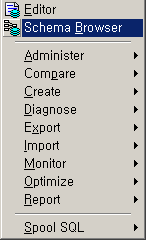 Editor
Schema Browser
Administer
Compare
Create
Diagnose
Export
Import
Monitor
Optimize
Report
Spool SQL